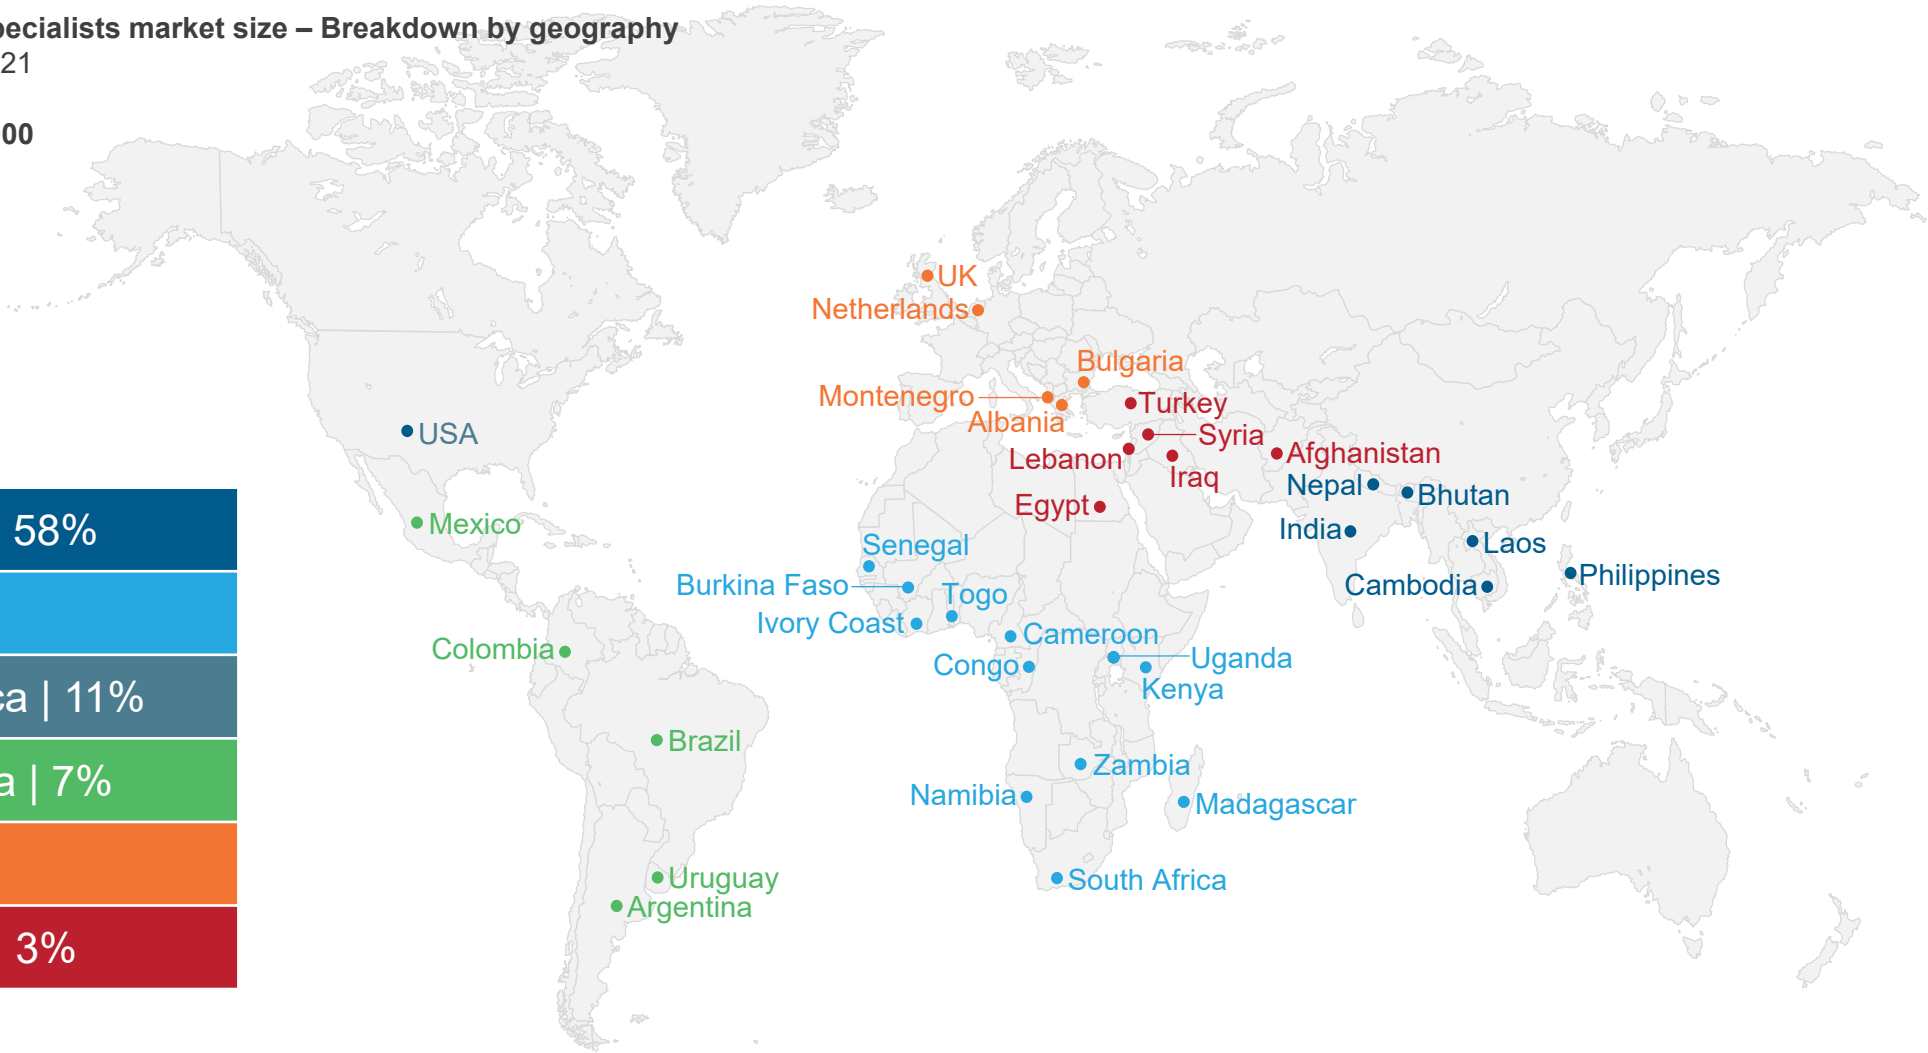 pecialists market size – Breakdown by geography
21
00
UK
Netherlands
Bulgaria
Montenegro
Albania
Turkey
USA
Syria
Lebanon
Afghanistan
Iraq
Nepal
Bhutan
Egypt
58%
Mexico
India
Senegal
Laos
Burkina Faso
Togo
Cambodia
Philippines
Ivory Coast
Cameroon
Colombia
Congo
Uganda
Kenya
ca | 11%
Brazil
a | 7%
Zambia
Namibia
Madagascar
Uruguay
South Africa
Argentina
3%